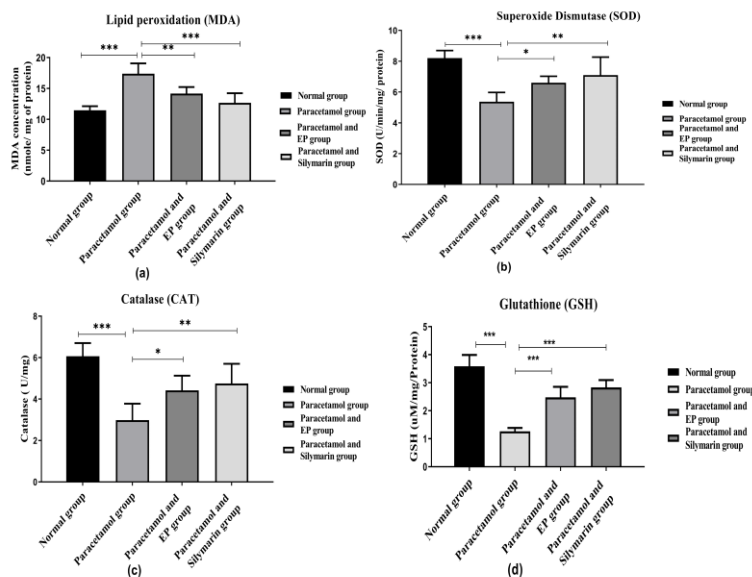 Lipid peroxidation (MDA)
***
***
**
MDA concentration
(nmole/ mg of protein)
20
15
10
5
0
Normal group
Paracetamol group
Paracetamol and
EP group
Paracetamol and
Silymarin group
Normal group
Paracetamol group
Paracetamol and
EP group
Paracetamol and
Silymarin group
(a)
Superoxide Dismutase (SOD)
***
**
*
SOD (U/min/mg/ protein)
10
8
6
4
2
0
Normal group
Paracetamol group
Paracetamol and
EP group
Paracetamol and
Silymarin group
Normal group
Paracetamol group
Paracetamol and
EP group
Paracetamol and
Silymarin group
(b)
Catalase (CAT)
***
**
*
Catalase ( U/mg)
8
6
4
2
0
Normal group
Paracetamol group
Paracetamol and
EP group
Paracetamol and
Silymarin group
Normal group
Paracetamol group
Paracetamol and
EP group
Paracetamol and
Silymarin group
(c)
Glutathione (GSH)
***
***
***
GSH (uM/mg/Protein)
5
4
3
2
1
0
Normal group
Paracetamol group
Paracetamol and
EP group
Paracetamol and
Silymarin group
Normal group
Paracetamol group
Paracetamol and
EP group
Paracetamol and
Silymarin group
(d)